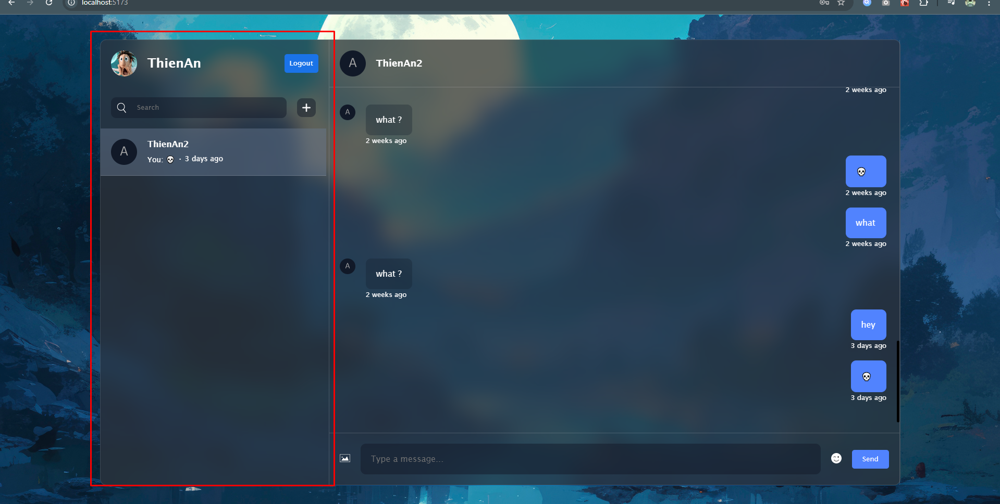 localhost:5173
ThienAn
Logout
Search
A
ThienAn2
You: 💀 · 3 days ago
A
ThienAn2
2 weeks ago
A
what ?
2 weeks ago
💀
2 weeks ago
what
2 weeks ago
A
what ?
2 weeks ago
hey
3 days ago
💀
3 days ago
Type a message...
Send